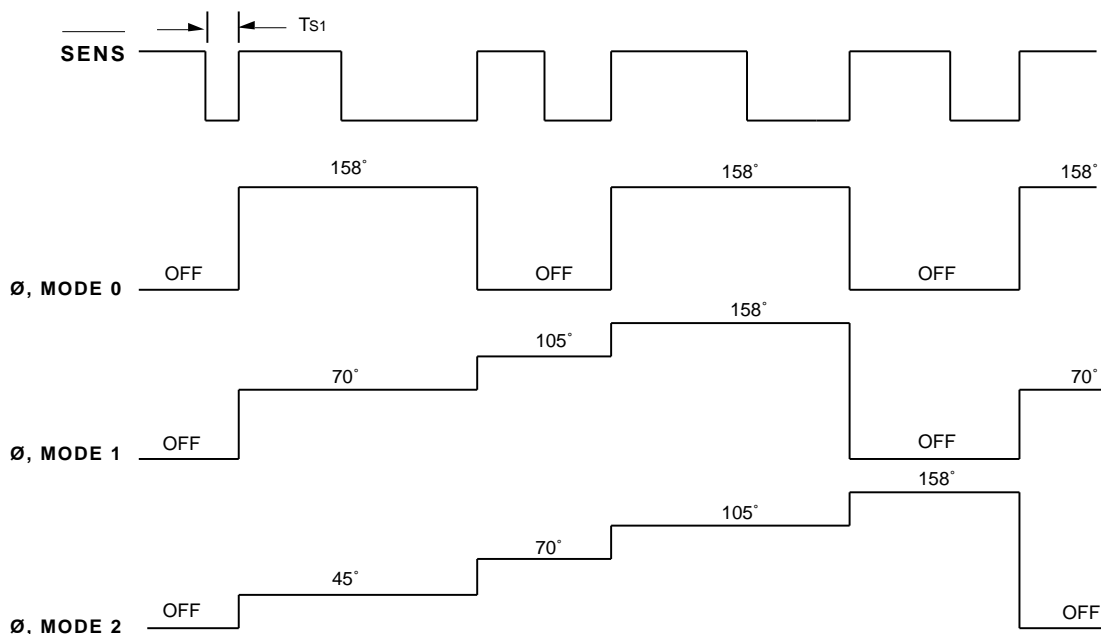 TS1
SENS
158° 158° 158°
OFF OFF OFF
Ø, MODE 0
158°
105°
70° 70°
OFF OFF
Ø, MODE 1
158°
105°
70°
45°
OFF OFF
Ø, MODE 2